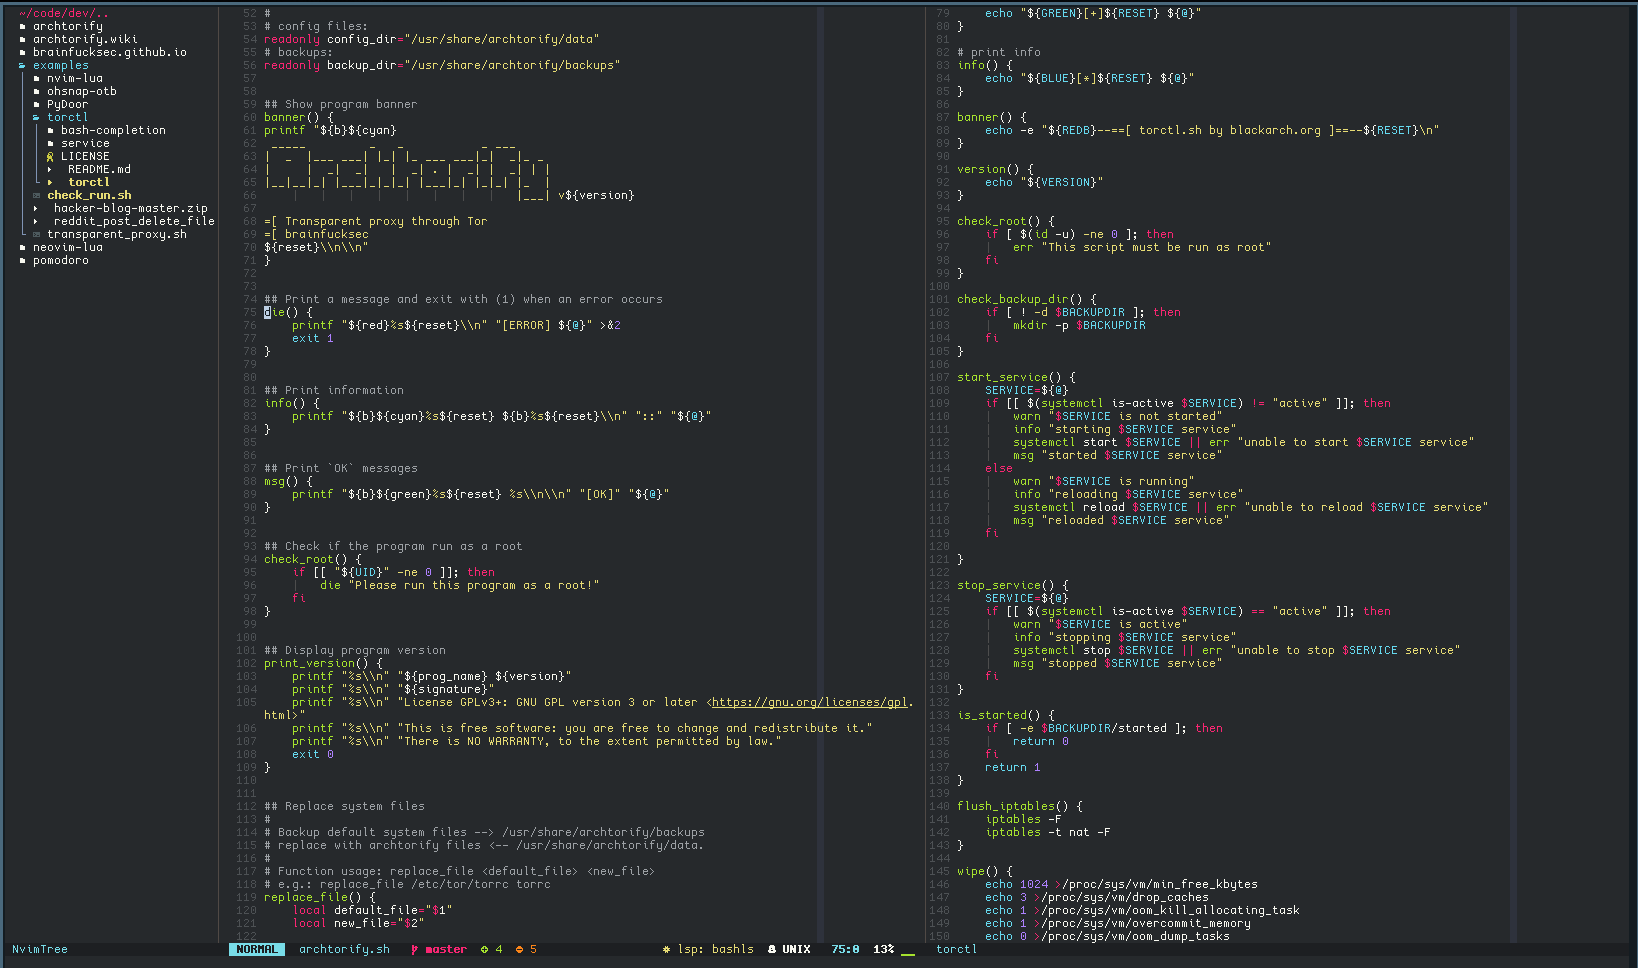 ~/code/dev/..
archtorify
archtorify.wiki
brainfucksec.github.io
examples
nvim-lua
ohsnap-otb
PyDoor
torctl
bash-completion
service
LICENSE
README.md
torctl
check_run.sh
hacker-blog-master.zip
reddit_post_delete_file
transparent_proxy.sh
neovim-lua
pomodoro
52 #
53 # config files:
54 readonly config_dir="/usr/share/archtorify/data"
55 # backups:
56 readonly backup_dir="/usr/share/archtorify/backups"
57
58
59 ## Show program banner
60 banner() {
61 printf "${b}${cyan}
62  _____          _   _           _ ___
63 |  _  |___ ___| |_| |_ ___ ___|_|  _|_ _
64 |     |  _|  _|   |  _| . |  _| |  _| | |
65 |__|__|_| |___|_|_|_| |___|_| |_|_| |_  |
66                                     |___| v${version}
67
68 =[ Transparent proxy through Tor
69 =[ brainfucksec
70 ${reset}\\n\\n"
71 }
72
73
74 ## Print a message and exit with (1) when an error occurs
75 die() {
76     printf "${red}%s${reset}\\n" "[ERROR] ${@}" >&2
77     exit 1
78 }
79
80
81 ## Print information
82 info() {
83     printf "${b}${cyan}%s${reset} ${b}%s${reset}\\n" "::" "${@}"
84 }
85
86
87 ## Print `OK` messages
88 msg() {
89     printf "${b}${green}%s${reset} %s\\n\\n" "[OK]" "${@}"
90 }
91
92
93 ## Check if the program run as a root
94 check_root() {
95     if [[ "${UID}" -ne 0 ]]; then
96         die "Please run this program as a root!"
97     fi
98 }
99
100
101 ## Display program version
102 print_version() {
103     printf "%s\\n" "${prog_name} ${version}"
104     printf "%s\\n" "${signature}"
105     printf "%s\\n" "License GPLv3+: GNU GPL version 3 or later <https://gnu.org/licenses/gpl.
html>"
106     printf "%s\\n" "This is free software: you are free to change and redistribute it."
107     printf "%s\\n" "There is NO WARRANTY, to the extent permitted by law."
108     exit 0
109 }
110
111
112 ## Replace system files
113 #
114 # Backup default system files --> /usr/share/archtorify/backups
115 # replace with archtorify files <-- /usr/share/archtorify/data.
116 #
117 # Function usage: replace_file <default_file> <new_file>
118 # e.g.: replace_file /etc/tor/torrc torrc
119 replace_file() {
120     local default_file="$1"
121     local new_file="$2"
122
79     echo "${GREEN}[+]${RESET} ${@}"
80 }
81
82 # print info
83 info() {
84     echo "${BLUE}[*]${RESET} ${@}"
85 }
86
87 banner() {
88     echo -e "${REDB}--==[ torctl.sh by blackarch.org ]==--${RESET}\n"
89 }
90
91 version() {
92     echo "${VERSION}"
93 }
94
95 check_root() {
96     if [ $(id -u) -ne 0 ]; then
97         err "This script must be run as root"
98     fi
99 }
100
101 check_backup_dir() {
102     if [ ! -d $BACKUPDIR ]; then
103         mkdir -p $BACKUPDIR
104     fi
105 }
106
107 start_service() {
108     SERVICE=${@}
109     if [[ $(systemctl is-active $SERVICE) != "active" ]]; then
110         warn "$SERVICE is not started"
111         info "starting $SERVICE service"
112         systemctl start $SERVICE || err "unable to start $SERVICE service"
113         msg "started $SERVICE service"
114     else
115         warn "$SERVICE is running"
116         info "reloading $SERVICE service"
117         systemctl reload $SERVICE || err "unable to reload $SERVICE service"
118         msg "reloaded $SERVICE service"
119     fi
120
121 }
122
123 stop_service() {
124     SERVICE=${@}
125     if [[ $(systemctl is-active $SERVICE) == "active" ]]; then
126         warn "$SERVICE is active"
127         info "stopping $SERVICE service"
128         systemctl stop $SERVICE || err "unable to stop $SERVICE service"
129         msg "stopped $SERVICE service"
130     fi
131 }
132
133 is_started() {
134     if [ -e $BACKUPDIR/started ]; then
135         return 0
136     fi
137     return 1
138 }
139
140 flush_iptables() {
141     iptables -F
142     iptables -t nat -F
143 }
144
145 wipe() {
146     echo 1024 >/proc/sys/vm/min_free_kbytes
147     echo 3 >/proc/sys/vm/drop_caches
148     echo 1 >/proc/sys/vm/oom_kill_allocating_task
149     echo 1 >/proc/sys/vm/overcommit_memory
150     echo 0 >/proc/sys/vm/oom_dump_tasks
NvimTree NORMAL archtorify.sh master 4 5 lsp: bashls UNIX 75:0 13% torctl